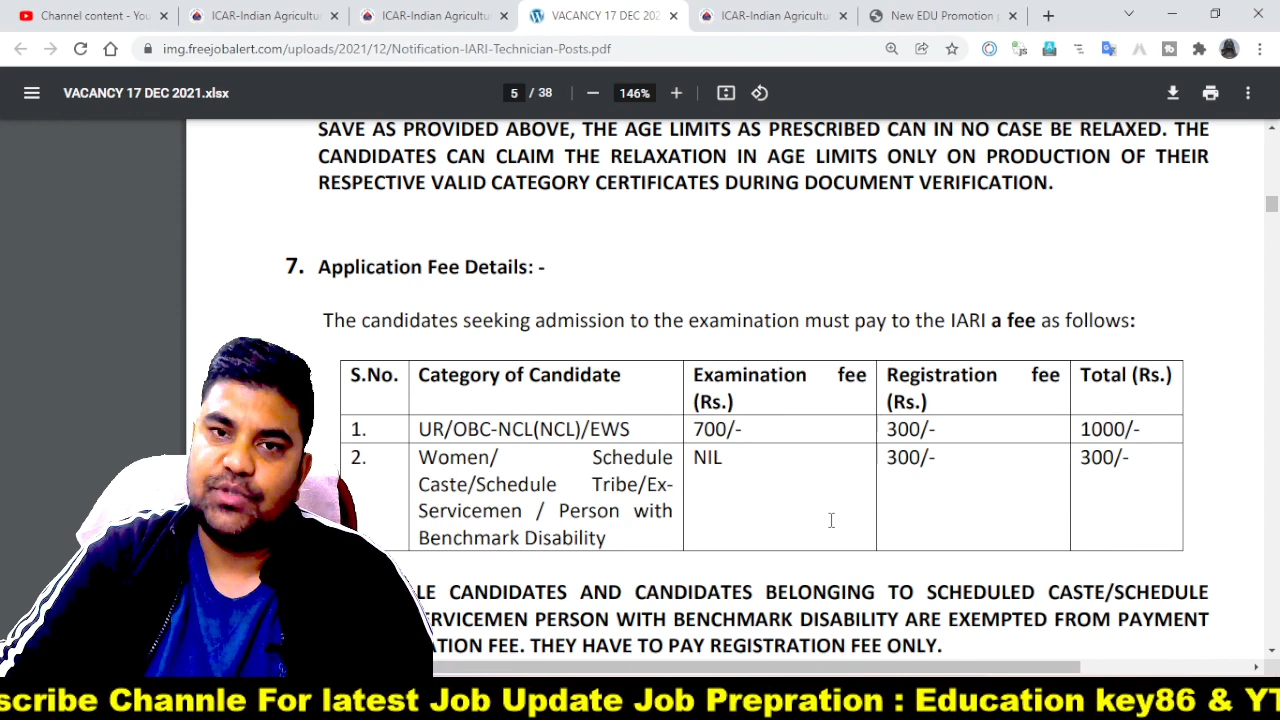 Channel content - You
ICAR-Indian Agricultur
ICAR-Indian Agricultur
VACANCY 17 DEC 202
ICAR-Indian Agricultur
New EDU Promotion
img.freejobalert.com/uploads/2021/12/Notification-IARI-Technician-Posts.pdf
VACANCY 17 DEC 2021.xlsx
5 / 38
146%
SAVE AS PROVIDED ABOVE, THE AGE LIMITS AS PRESCRIBED CAN IN NO CASE BE RELAXED. THE
CANDIDATES CAN CLAIM THE RELAXATION IN AGE LIMITS ONLY ON PRODUCTION OF THEIR
RESPECTIVE VALID CATEGORY CERTIFICATES DURING DOCUMENT VERIFICATION.
7. Application Fee Details: -
The candidates seeking admission to the examination must pay to the IARI a fee as follows:
S.No. Category of Candidate Examination fee (Rs.) Registration fee (Rs.) Total (Rs.)
1. UR/OBC-NCL(NCL)/EWS 700/- 300/- 1000/-
2. Women/ Schedule NIL 300/- 300/-
Caste/Schedule Tribe/Ex-
Servicemen / Person with
Benchmark Disability
LE CANDIDATES AND CANDIDATES BELONGING TO SCHEDULED CASTE/SCHEDULE
ERVICEMEN PERSON WITH BENCHMARK DISABILITY ARE EXEMPTED FROM PAYMENT
ATION FEE. THEY HAVE TO PAY REGISTRATION FEE ONLY.
scribe Channle For latest Job Update Job Prepration : Education key86 & YT